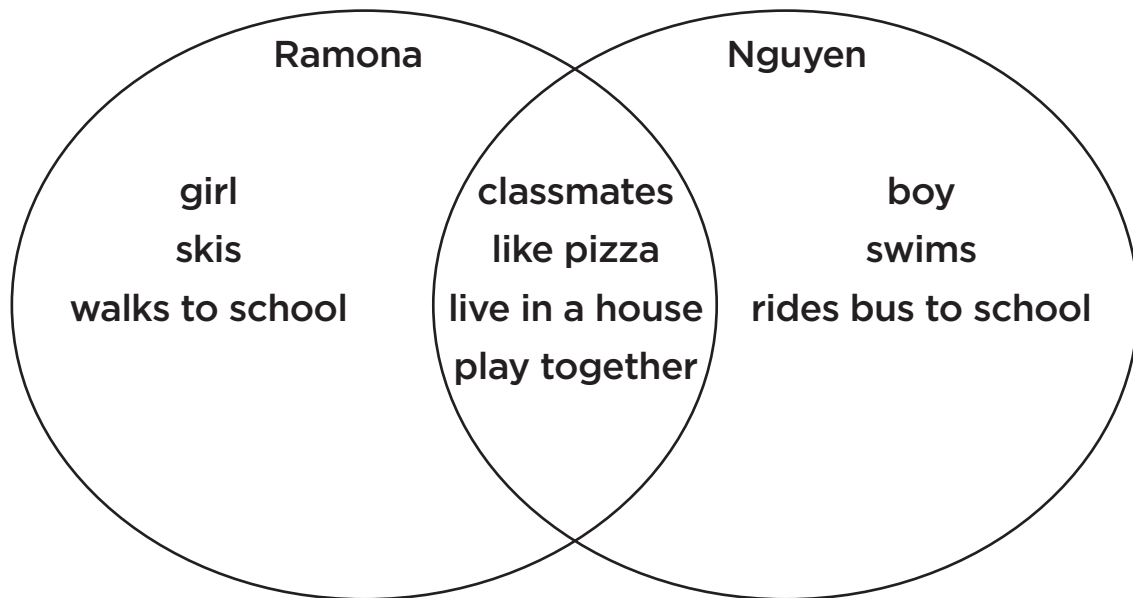 Ramona
Nguyen
girl
skis
walks to school
classmates
like pizza
live in a house
play together
boy
swims
rides bus to school